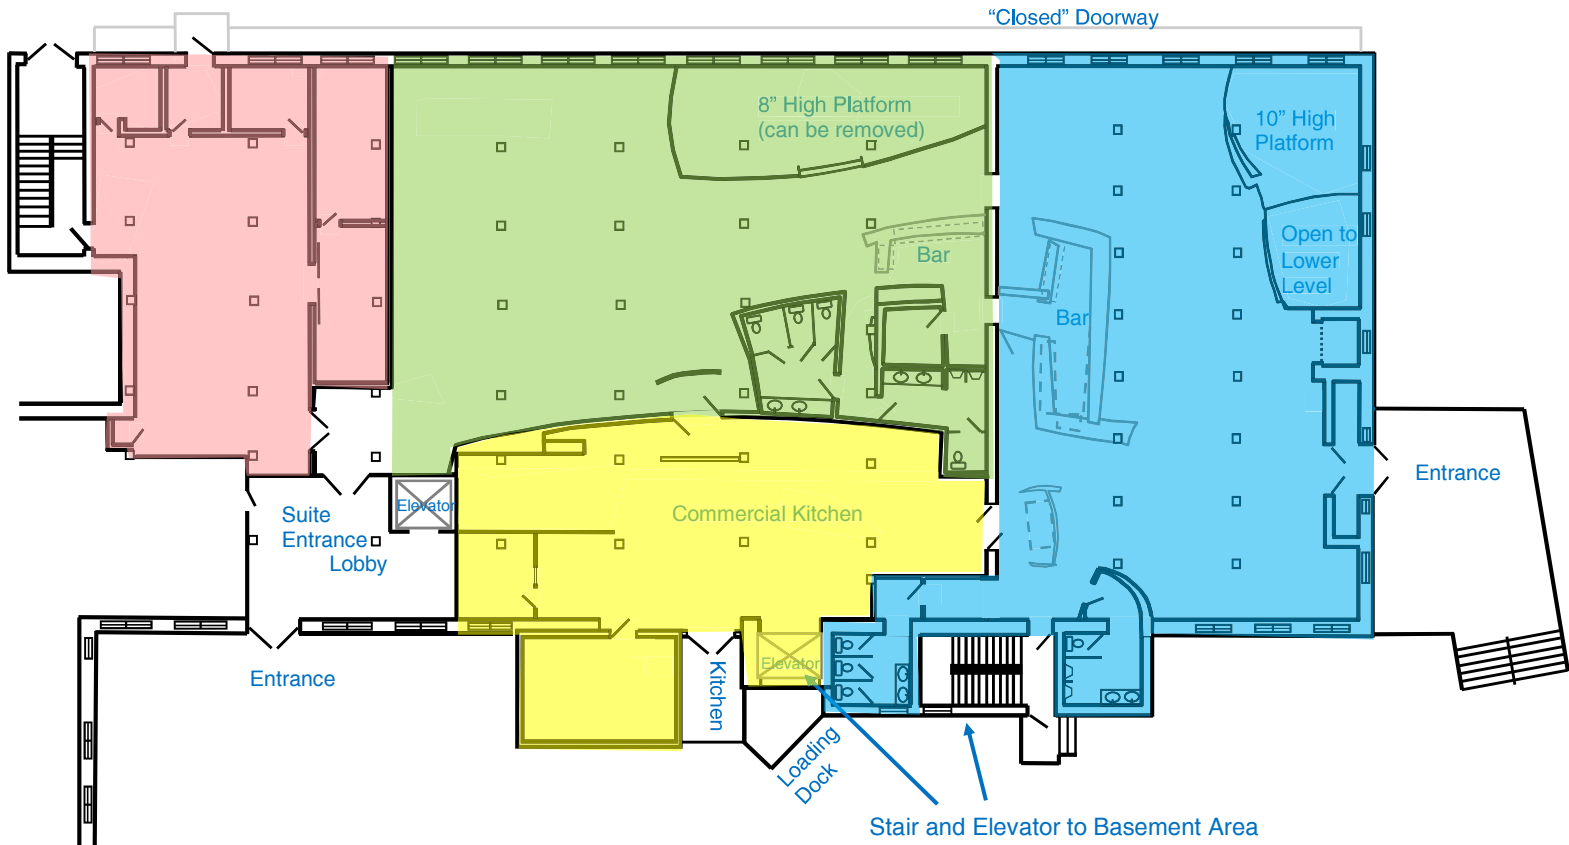 “Closed” Doorway
8” High Platform
(can be removed)
10” High
Platform
Bar
Open to
Lower
Level
Bar
Entrance
Elevator
Suite
Entrance
Lobby
Commercial Kitchen
Entrance
Kitchen
Elevator
Loading
Dock
Stair and Elevator to Basement Area